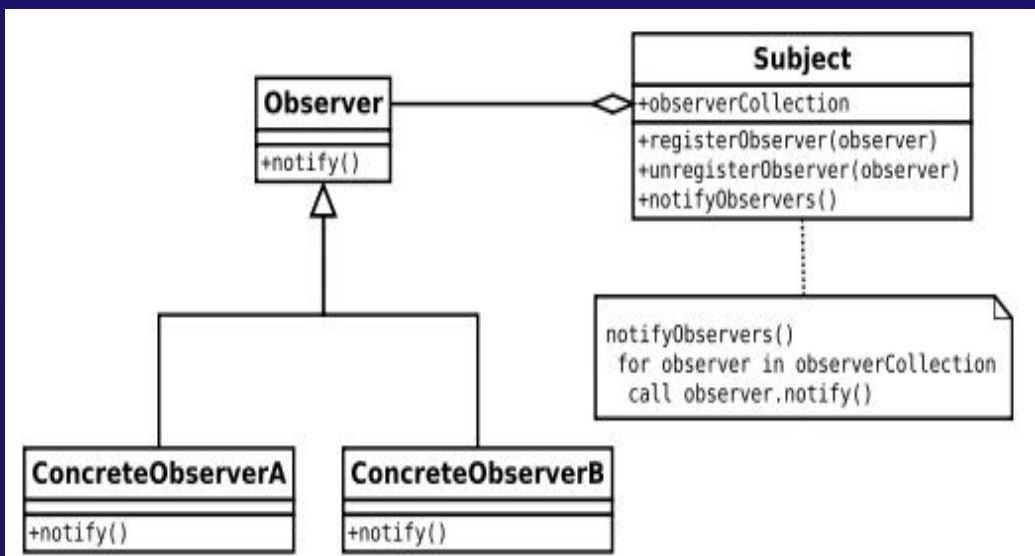 Subject
+observerCollection
+registerObserver(observer)
+unregisterObserver(observer)
+notifyObservers()
Observer
+notify()
notifyObservers()
for observer in observerCollection
call observer.notify()
ConcreteObserverA
+notify()
ConcreteObserverB
+notify()